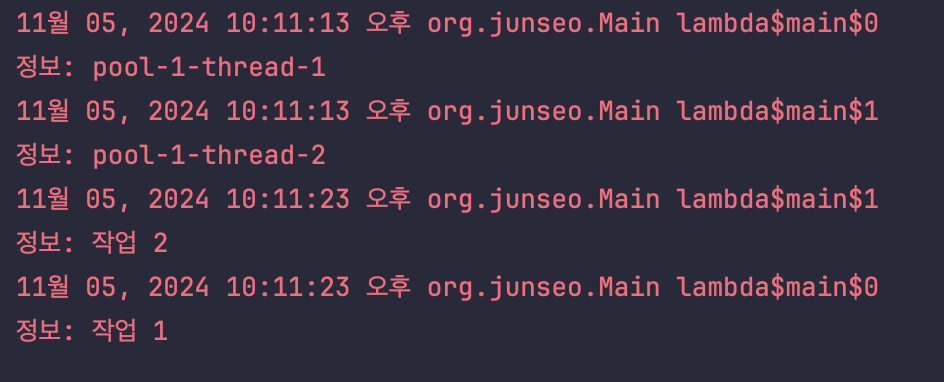 11월 05, 2024 10:11:13 오후 org.junseo.Main lambda$main$0
정보: pool-1-thread-1
11월 05, 2024 10:11:13 오후 org.junseo.Main lambda$main$1
정보: pool-1-thread-2
11월 05, 2024 10:11:23 오후 org.junseo.Main lambda$main$1
정보: 작업 2
11월 05, 2024 10:11:23 오후 org.junseo.Main lambda$main$0
정보: 작업 1